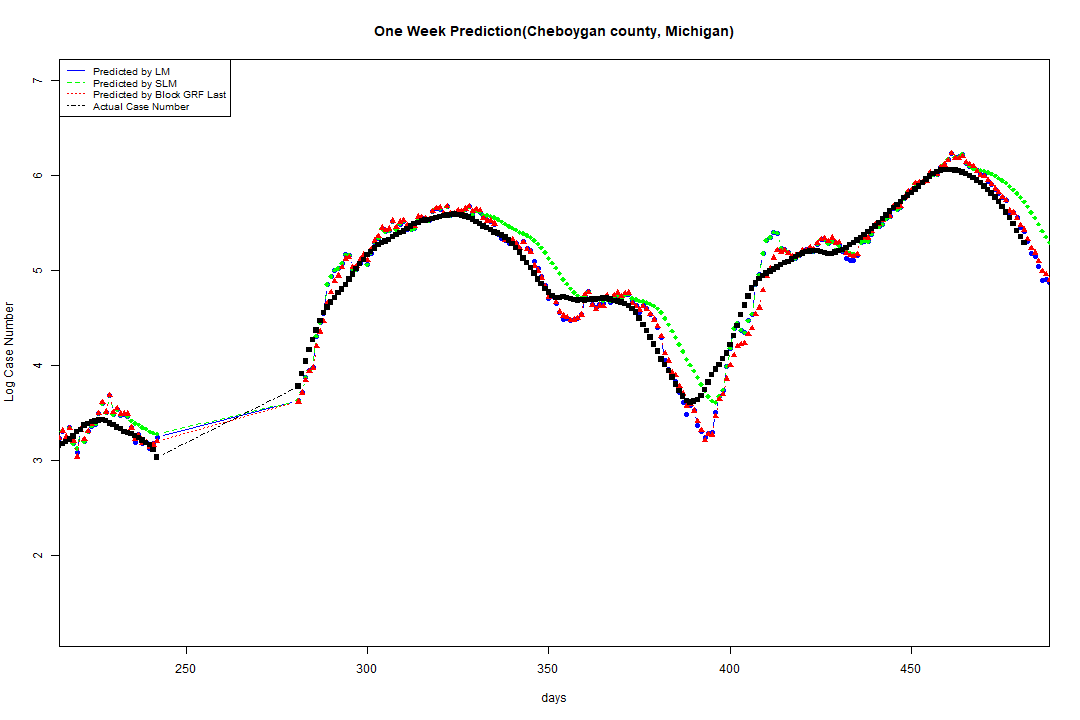 One Week Prediction(Cheboygan county, Michigan)
Predicted by LM
Predicted by SLM
Predicted by Block GRF Last
Actual Case Number
7
6
5
4
3
2
Log Case Number
250 300 350 400 450
days